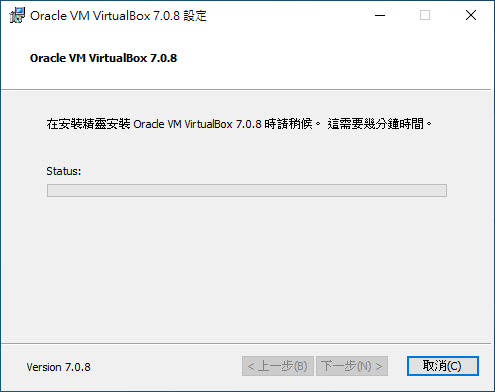 Oracle VM VirtualBox 7.0.8 設定
Oracle VM VirtualBox 7.0.8
在安裝精靈安裝 Oracle VM VirtualBox 7.0.8 時請稍候。 這需要幾分鐘時間。
Status:
Version 7.0.8
< 上一步(B) 下一步(N) > 取消(C)